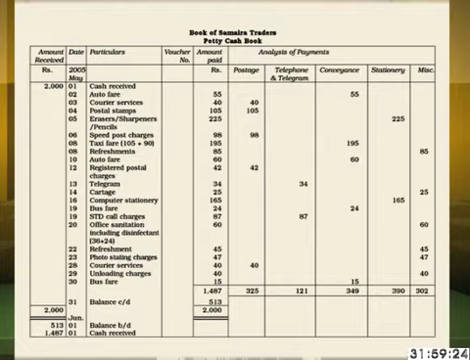 Book of Samaira Traders
Petty Cash Book
Amount Received Date Particulars Voucher No. Amount paid Analysis of Payments
Rs. 2005 May Rs. Postage Telephone & Telegram Conveyance Stationery Misc.
2,000 01 Cash received
02 Auto fare 55 55
03 Courier services 40 40
04 Postal stamps 105 105
05 Erasers/Sharpeners 225 225
/Pencils
06 Speed post charges 98 98
08 Taxi fare (105 + 90) 195 195
08 Refreshments 85 85
10 Auto fare 60 60
12 Registered postal 42 42
charges
13 Telegram 34 34
14 Cartage 25 25
16 Computer stationery 165 165
19 Bus fare 24 24
19 STD call charges 87 87
20 Office sanitation 60 60
including disinfectant
(36+24)
22 Refreshment 45 45
23 Photo stating charges 47 47
28 Courier services 40 40
29 Unloading charges 40 40
30 Bus fare 15 15
1,487 325 121 349 390 302
31 Balance c/d 513
2,000 2,000
Jun.
513 01 Balance b/d
1,487 01 Cash received
31:59:24